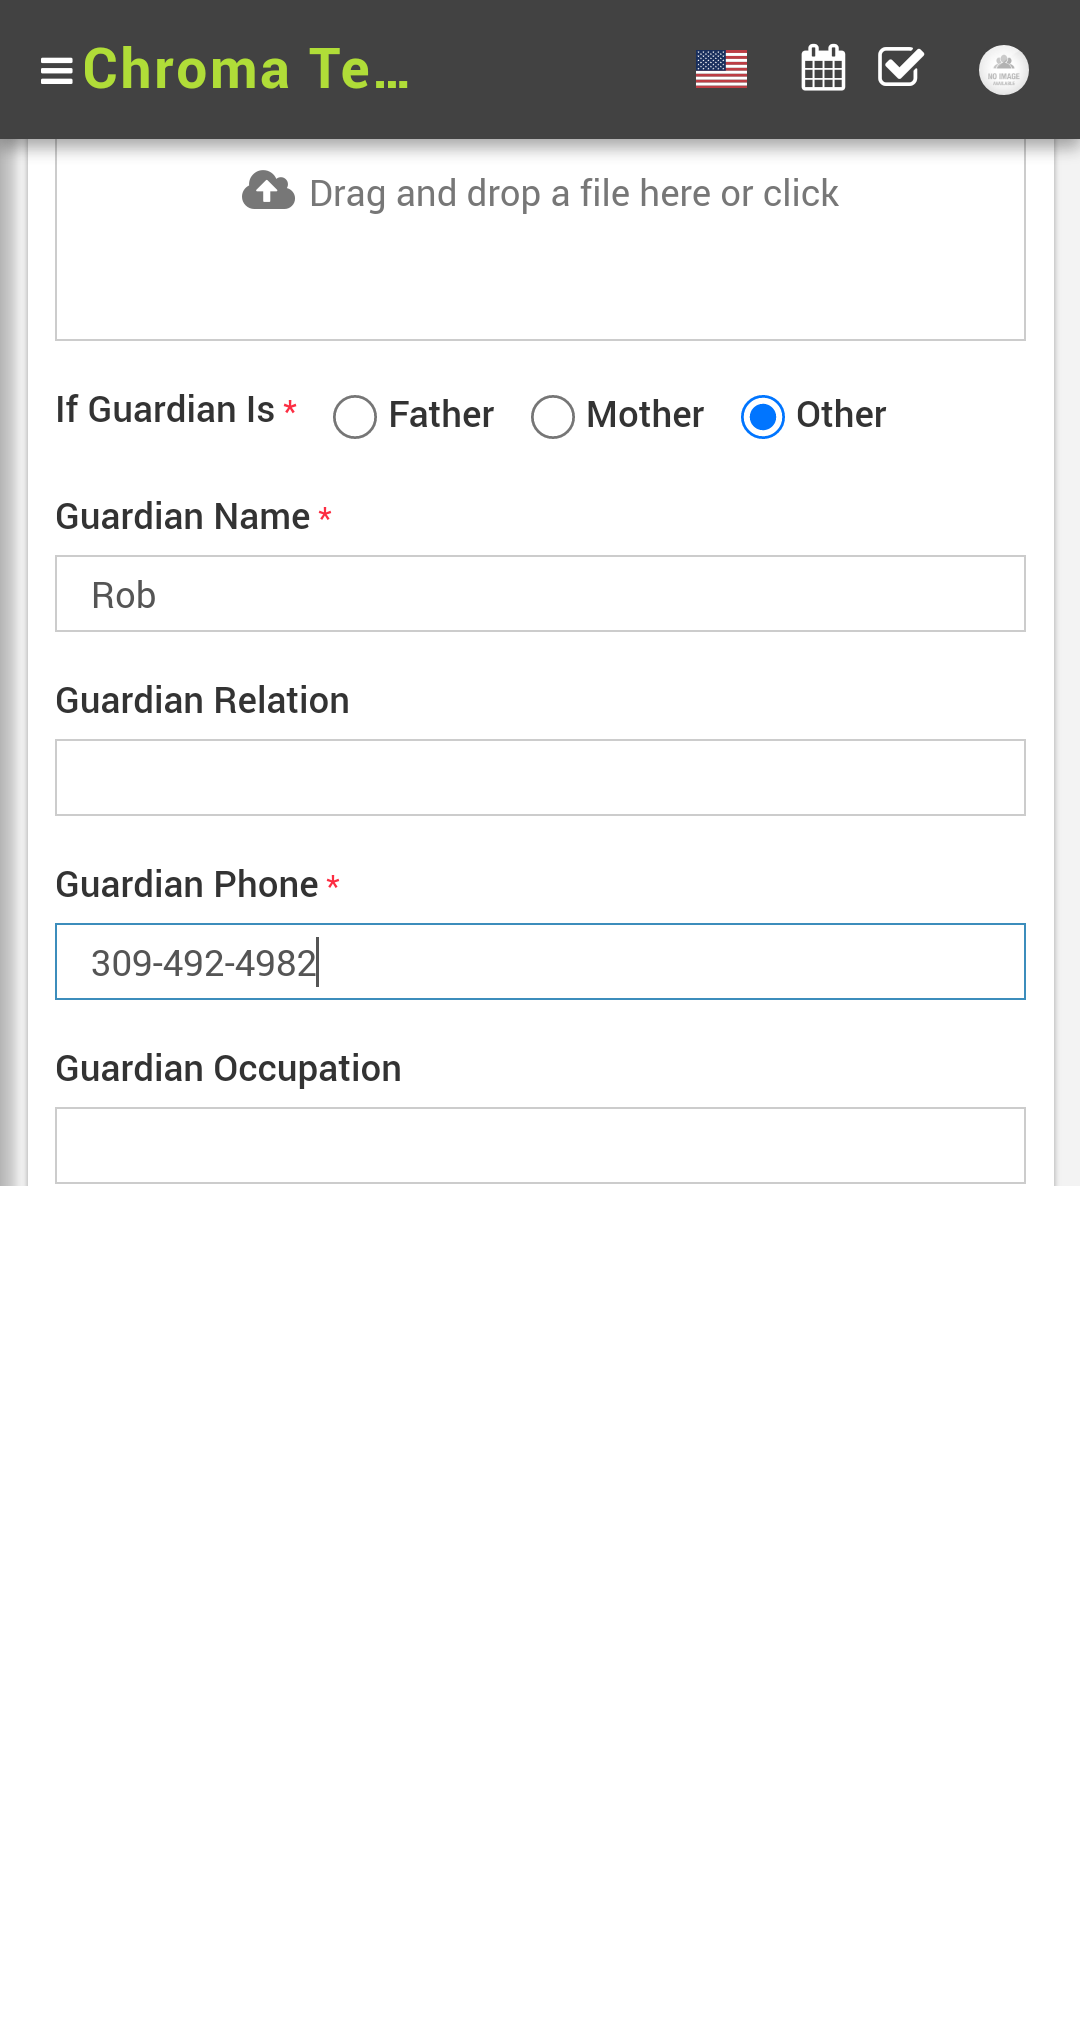 Chroma Te...
NO IMAGE
AVAILABLE
Drag and drop a file here or click
If Guardian Is * Father Mother Other
Guardian Name *
Rob
Guardian Relation
Guardian Phone *
309-492-4982
Guardian Occupation